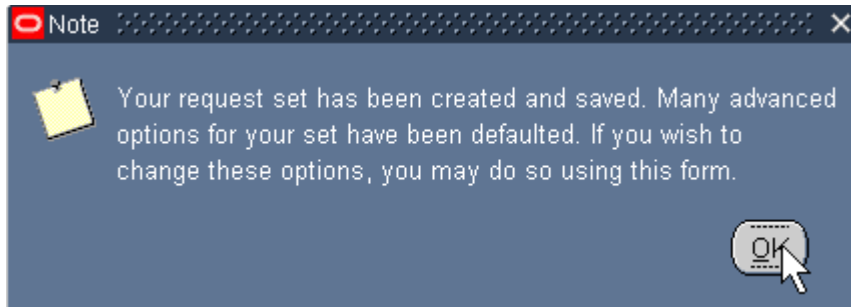 Note
Your request set has been created and saved. Many advanced
options for your set have been defaulted. If you wish to
change these options, you may do so using this form.
OK